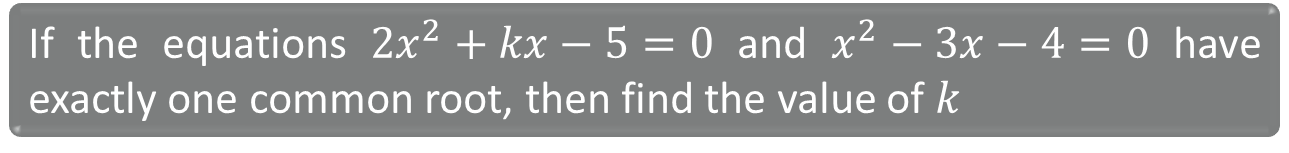 If the equations 2x² + kx − 5 = 0 and x² − 3x − 4 = 0 have
exactly one common root, then find the value of k